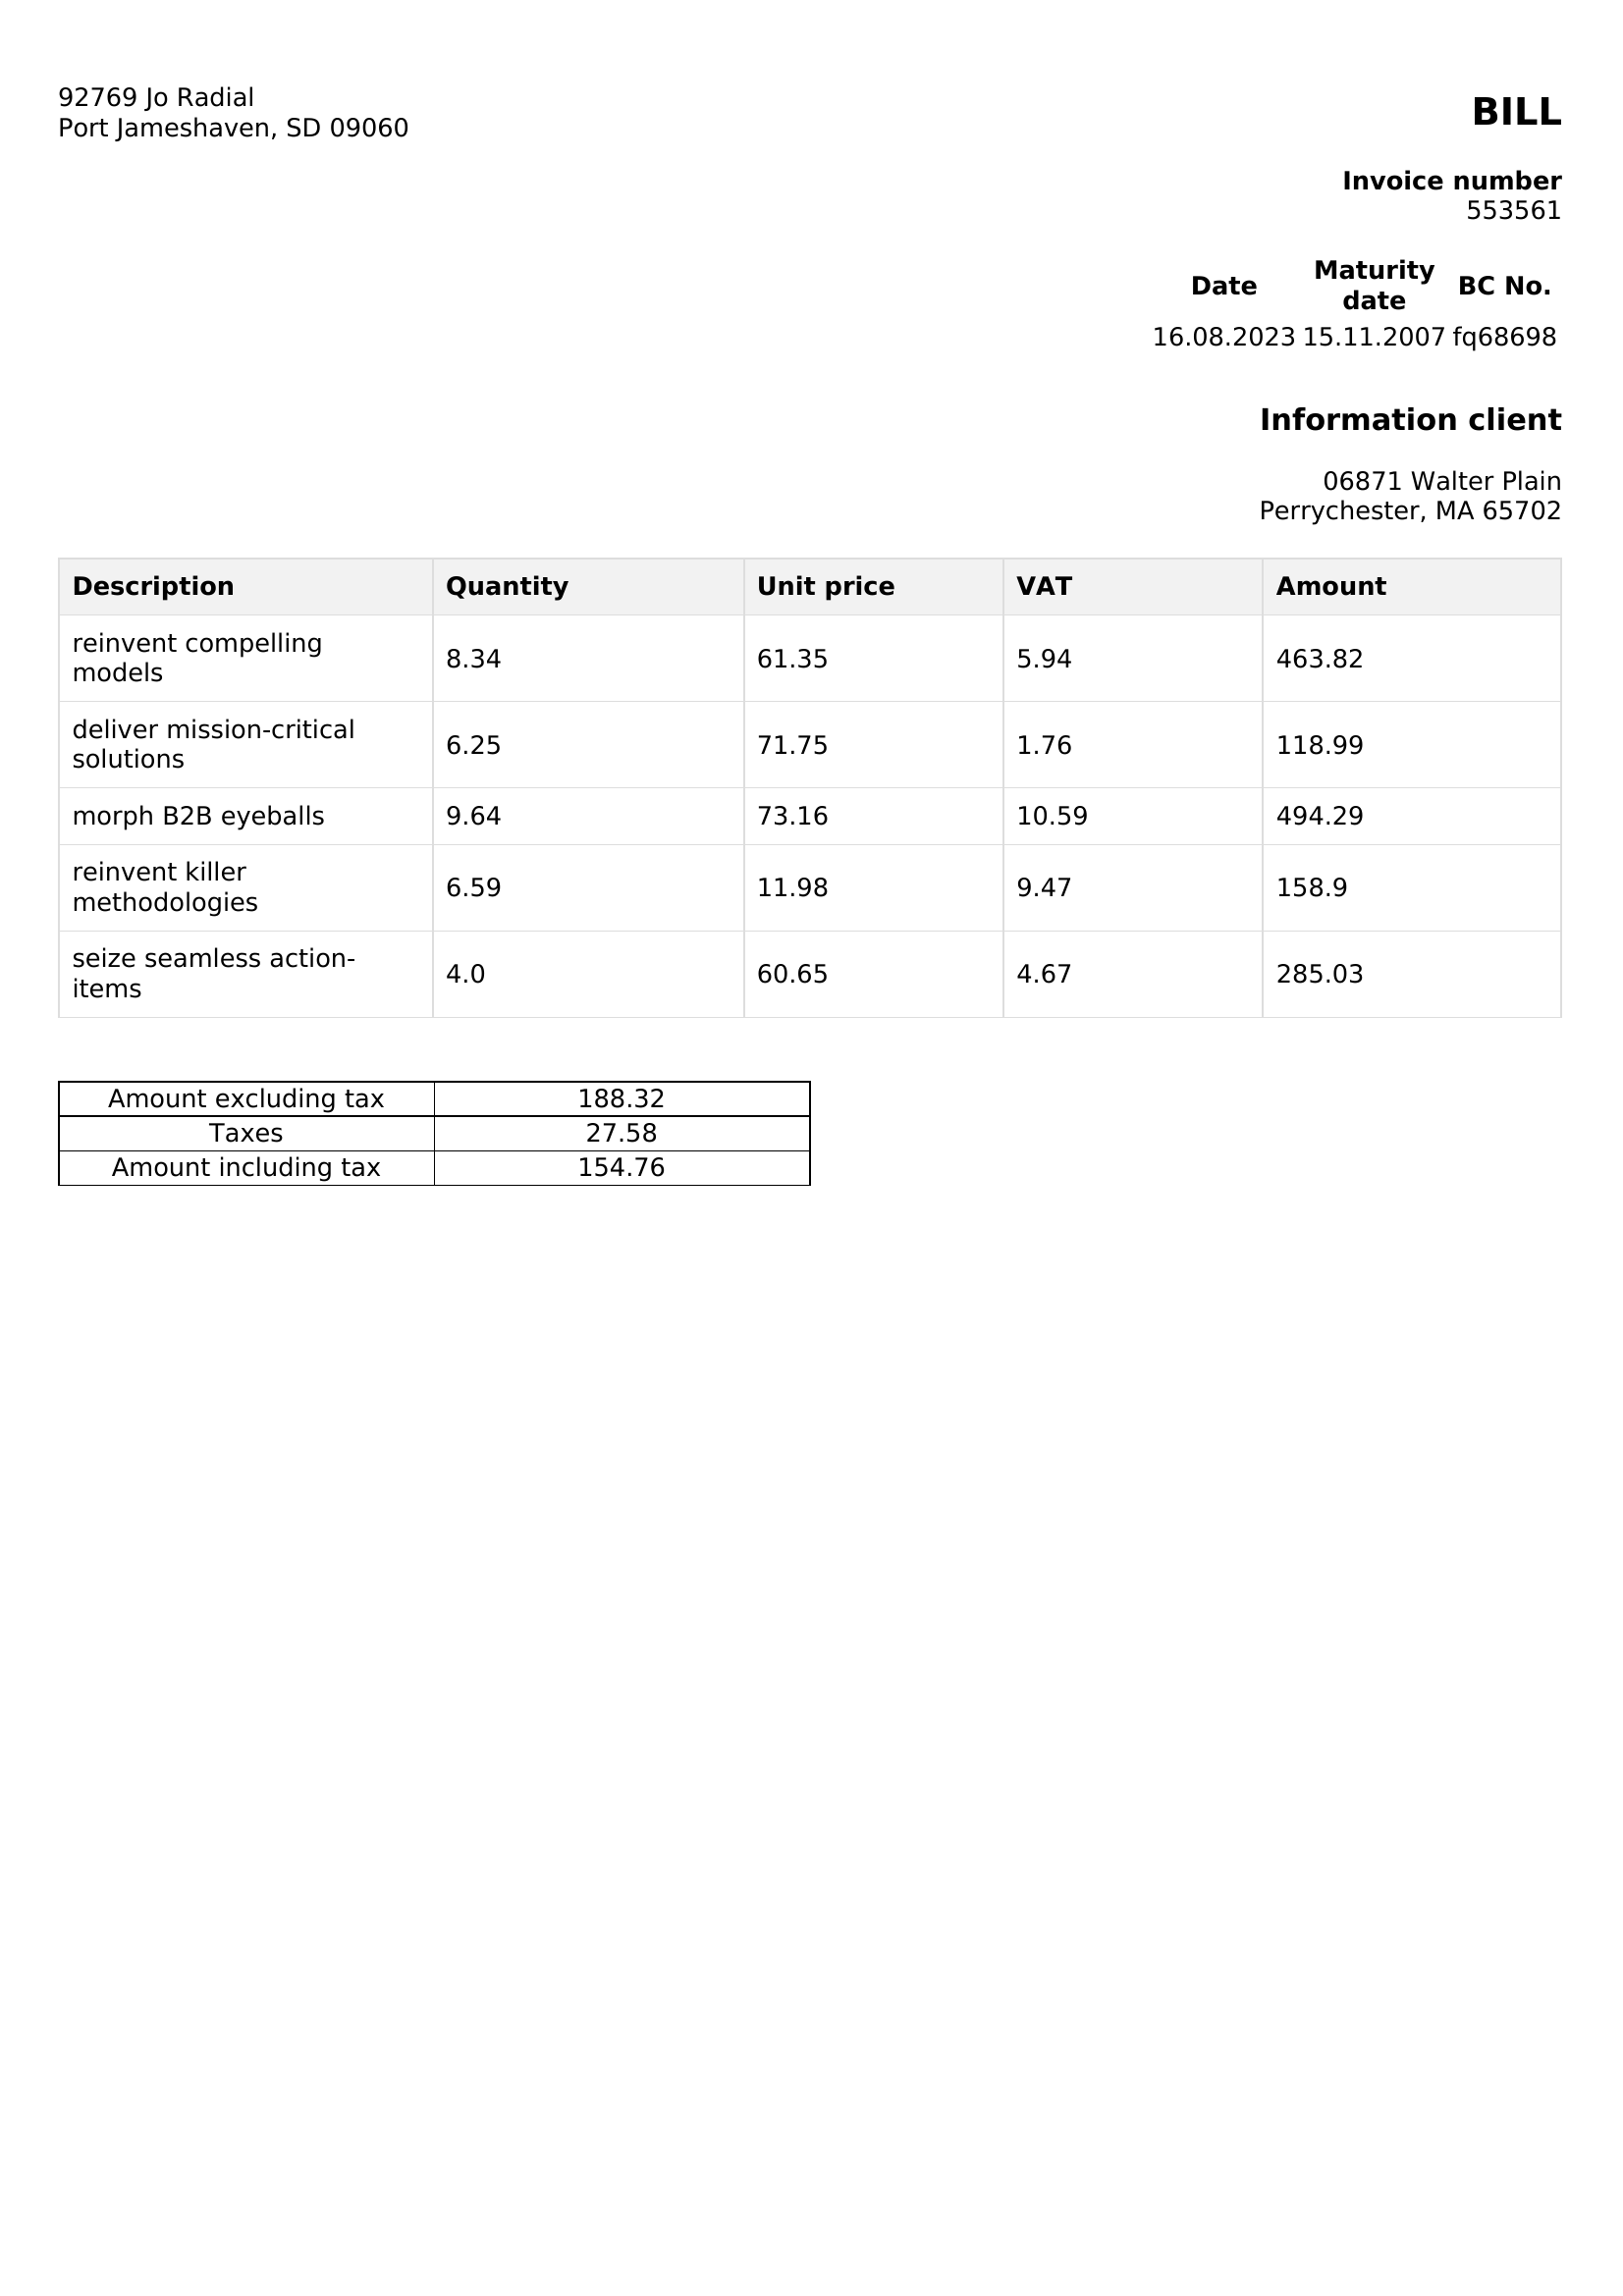 92769 Jo Radial
Port Jameshaven, SD 09060
BILL
Invoice number
553561
Date Maturity date BC No.
16.08.2023 15.11.2007 fq68698
Information client
06871 Walter Plain
Perrychester, MA 65702
Description Quantity Unit price VAT Amount
reinvent compelling
models 8.34 61.35 5.94 463.82
deliver mission-critical
solutions 6.25 71.75 1.76 118.99
morph B2B eyeballs 9.64 73.16 10.59 494.29
reinvent killer
methodologies 6.59 11.98 9.47 158.9
seize seamless action-
items 4.0 60.65 4.67 285.03
Amount excluding tax 188.32
Taxes 27.58
Amount including tax 154.76